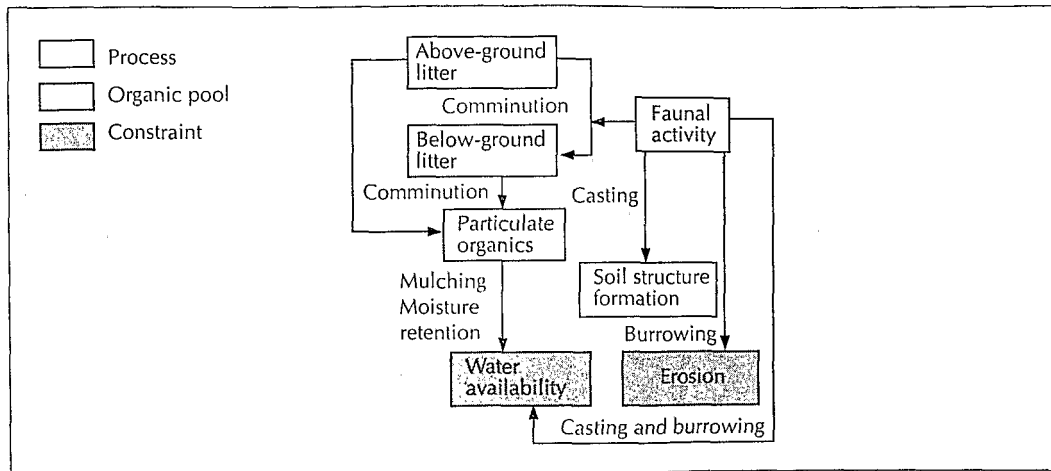 Process
Organic pool
Constraint
Above-ground
litter
Comminution
Faunal
activity
Below-ground
litter
Comminution
Casting
Particulate
organics
Mulching
Moisture
retention
Soil structure
formation
Burrowing
Water
availability
Erosion
Casting and burrowing